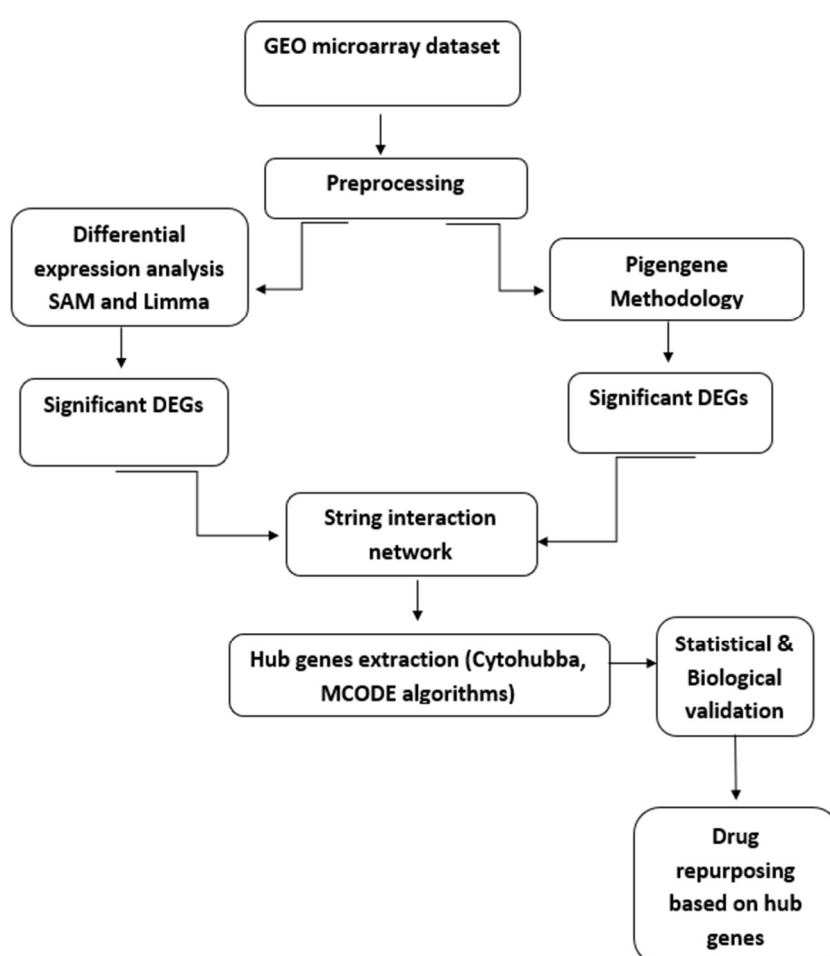 GEO microarray dataset
Preprocessing
Differential
expression analysis
SAM and Limma
Pigengene
Methodology
Significant DEGs
Significant DEGs
String interaction
network
Hub genes extraction (Cytohubba,
MCODE algorithms)
Statistical &
Biological
validation
Drug
repurposing
based on hub
genes